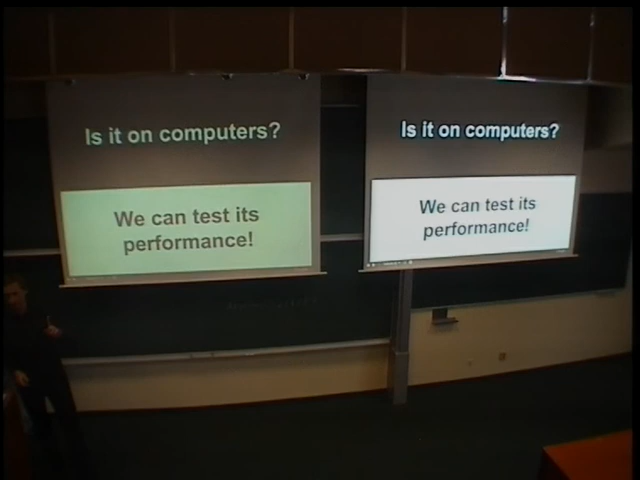 Is it on computers?
We can test its
performance!
Is it on computers?
We can test its
performance!